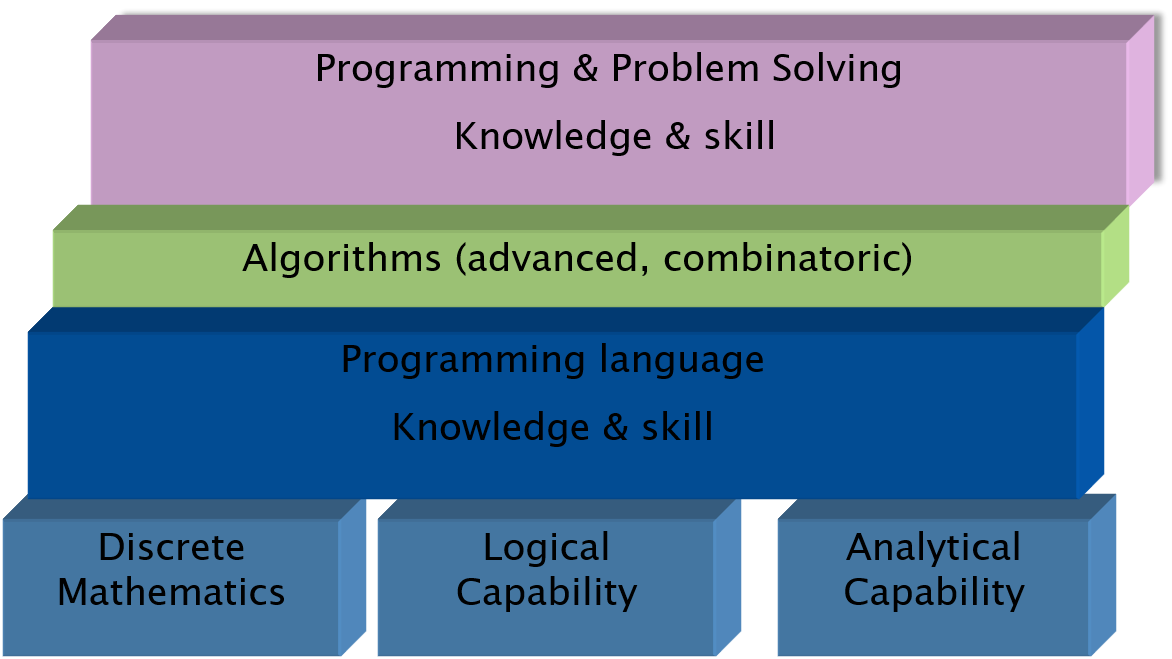 Programming & Problem Solving
Knowledge & skill
Algorithms (advanced, combinatoric)
Programming language
Knowledge & skill
Discrete
Mathematics
Logical
Capability
Analytical
Capability